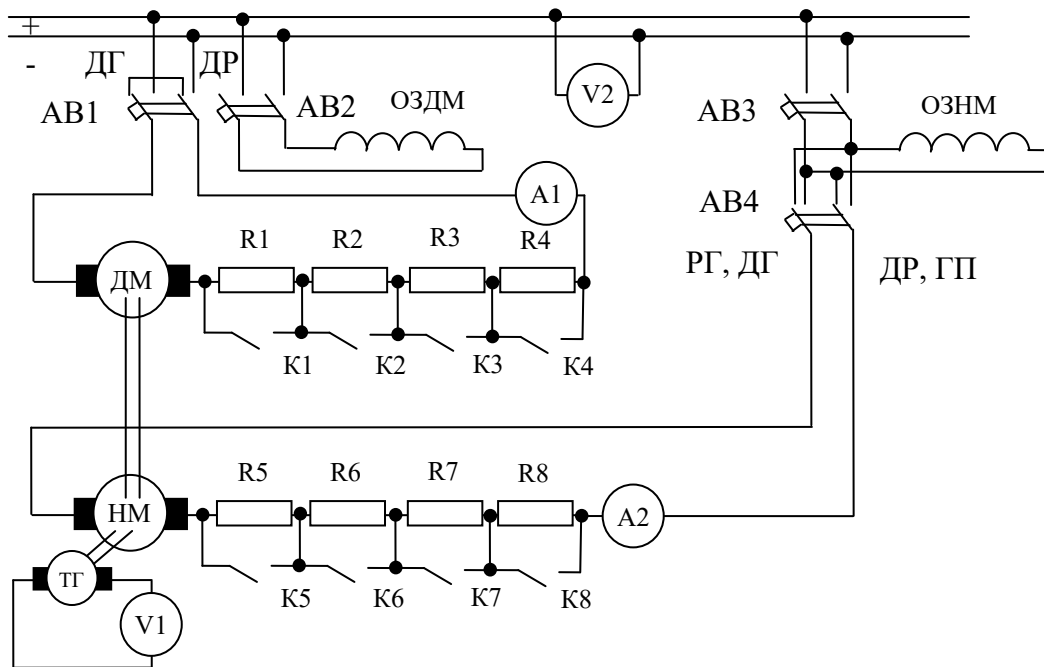 +
-
ДГ ДР
АВ1
АВ2
ОЗДМ
V2
АВ3
ОЗНМ
А1
АВ4
R1 R2 R3 R4
РГ, ДГ
ДР, ГП
ДМ
К1 К2 К3 К4
R5 R6 R7 R8
НМ
А2
ТГ
К5 К6 К7 К8
V1